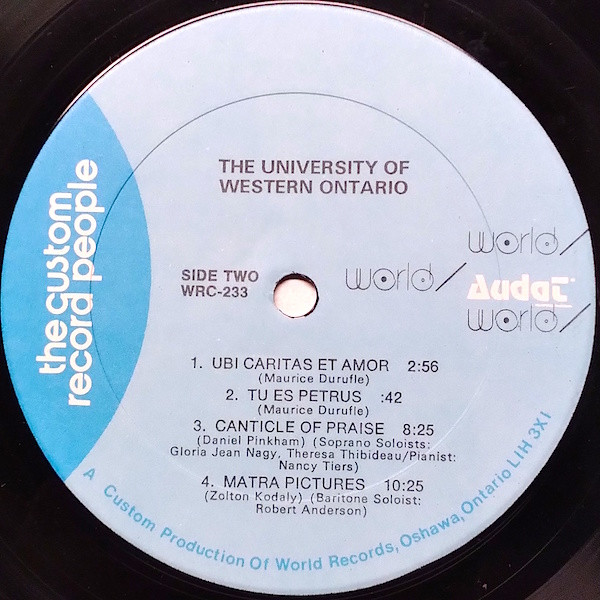 THE UNIVERSITY OF
WESTERN ONTARIO
the custom
record people
SIDE TWO
WRC-233
world/
world/
Audat
world/
1. UBI CARITAS ET AMOR 2:56
(Maurice Durufle)
2. TU ES PETRUS :42
(Maurice Durufle)
3. CANTICLE OF PRAISE 8:25
(Daniel Pinkham) (Soprano Soloists:
Gloria Jean Nagy, Theresa Thibideau/Pianist:
Nancy Tiers)
4. MATRA PICTURES 10:25
(Zolton Kodaly) (Baritone Soloist:
Robert Anderson)
A Custom Production Of World Records, Oshawa, Ontario L1H 3X1